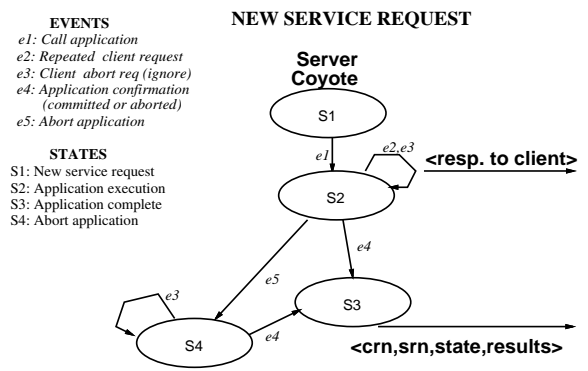 NEW SERVICE REQUEST
EVENTS
e1: Call application
e2: Repeated client request
e3: Client abort req (ignore)
e4: Application confirmation
(committed or aborted)
e5: Abort application
STATES
S1: New service request
S2: Application execution
S3: Application complete
S4: Abort application
Server
Coyote
S1
e1
e2,e3
<resp. to client>
S2
e4
e5
e3
S3
e4
S4
<crn,srn,state,results>